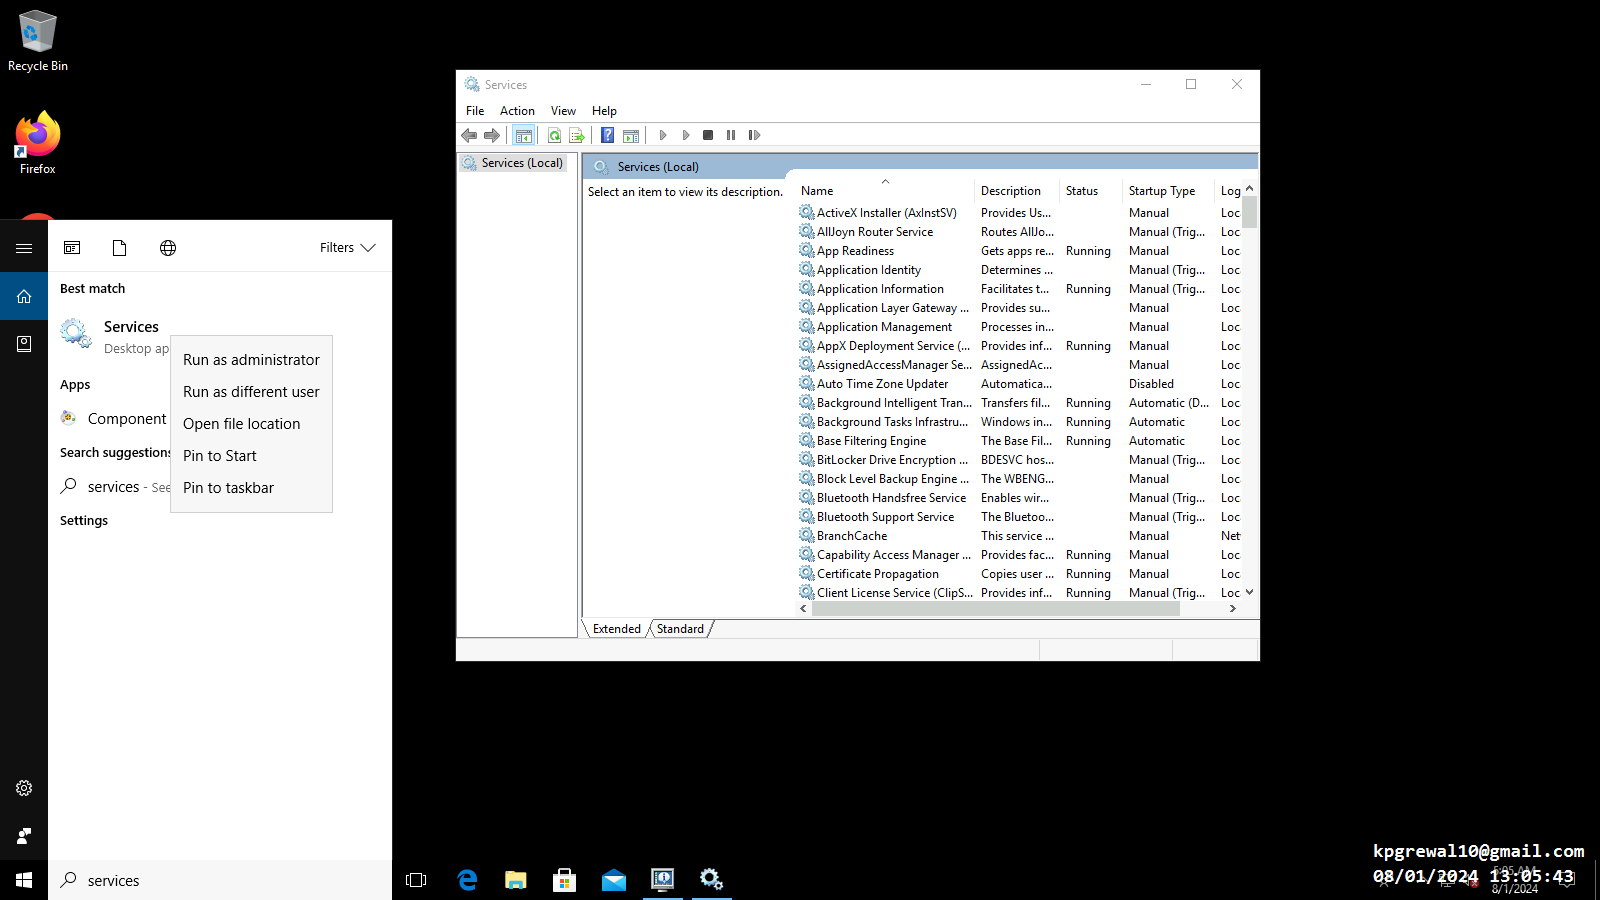 Recycle Bin
Firefox
Filters
Best match
Services
Desktop ap
Apps
Component
Search suggestions
services - See
Settings
Run as administrator
Run as different user
Open file location
Pin to Start
Pin to taskbar
services
Services
File Action View Help
Services (Local)
Services (Local)
Select an item to view its description.
Name Description Status Startup Type Log
ActiveX Installer (AxInstSV) Provides Us... Manual Loc
AllJoyn Router Service Routes AllJo... Manual (Trig... Loc
App Readiness Gets apps re... Running Manual Loc
Application Identity Determines ... Manual (Trig... Loc
Application Information Facilitates t... Running Manual (Trig... Loc
Application Layer Gateway ... Provides su... Manual Loc
Application Management Processes in... Manual Loc
AppX Deployment Service (... Provides inf... Running Manual Loc
AssignedAccessManager Se... AssignedAc... Manual Loc
Auto Time Zone Updater Automatica... Disabled Loc
Background Intelligent Tran... Transfers fil... Running Automatic (D... Loc
Background Tasks Infrastru... Windows in... Running Automatic Loc
Base Filtering Engine The Base Fil... Running Automatic Loc
BitLocker Drive Encryption ... BDESVC hos... Manual (Trig... Loc
Block Level Backup Engine ... The WBENG... Manual Loc
Bluetooth Handsfree Service Enables wir... Manual (Trig... Loc
Bluetooth Support Service The Bluetoo... Manual (Trig... Loc
BranchCache This service ... Manual Net
Capability Access Manager ... Provides fac... Running Manual Loc
Certificate Propagation Copies user ... Running Manual Loc
Client License Service (ClipS... Provides inf... Running Manual (Trig... Loc
Extended Standard
kpgrewal10@gmail.com
08/01/2024 13:05:43
8/1/2024